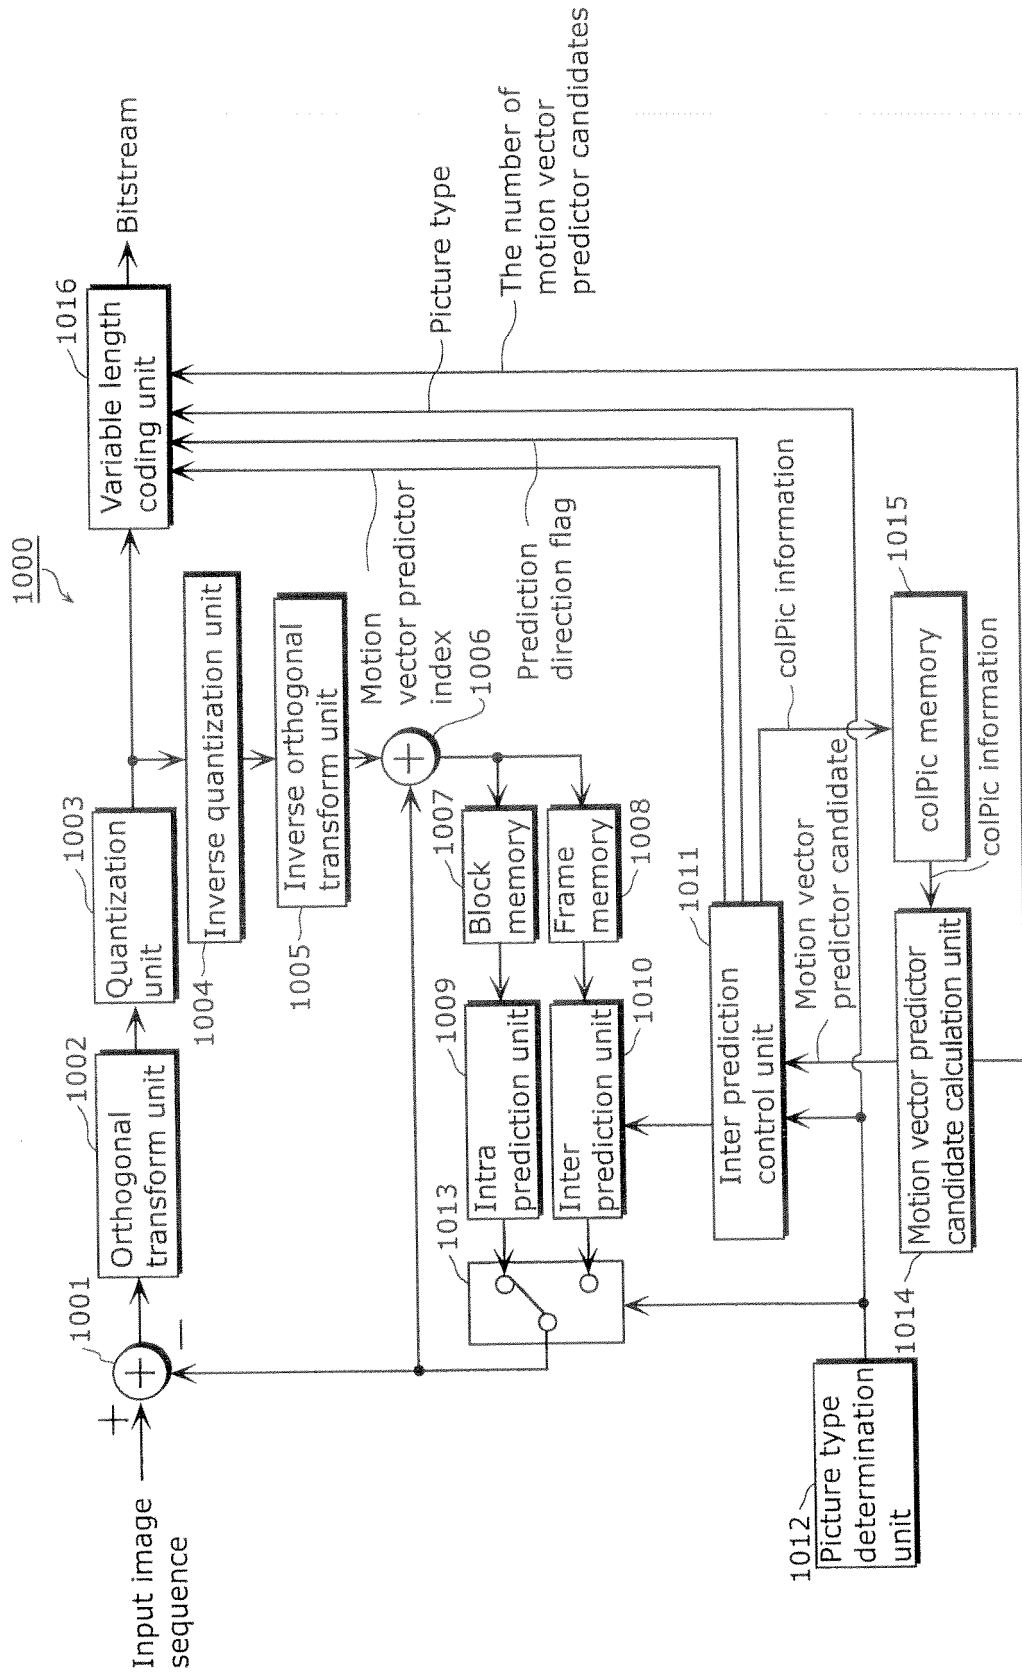 1000
Input image
sequence
+
−
1001
1002
Orthogonal
transform unit
1003
Quantization
unit
1016
Variable length
coding unit
Bitstream
1004
Inverse quantization unit
1005
Inverse orthogonal
transform unit
Motion
vector predictor
index
1006
+
Prediction
direction flag
Picture type
The number of
motion vector
predictor candidates
1007
Block
memory
1008
Frame
memory
1009
Intra
prediction unit
1010
Inter
prediction unit
1013
1011
Inter prediction
control unit
colPic information
Motion vector
predictor candidate
1015
colPic memory
colPic information
1014
Motion vector predictor
candidate calculation unit
1012
Picture type
determination
unit
+